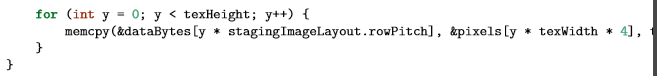 for (int y = 0; y < texHeight; y++) {
memcpy(&dataBytes[y * stagingImageLayout.rowPitch], &pixels[y * texWidth * 4],
}
}